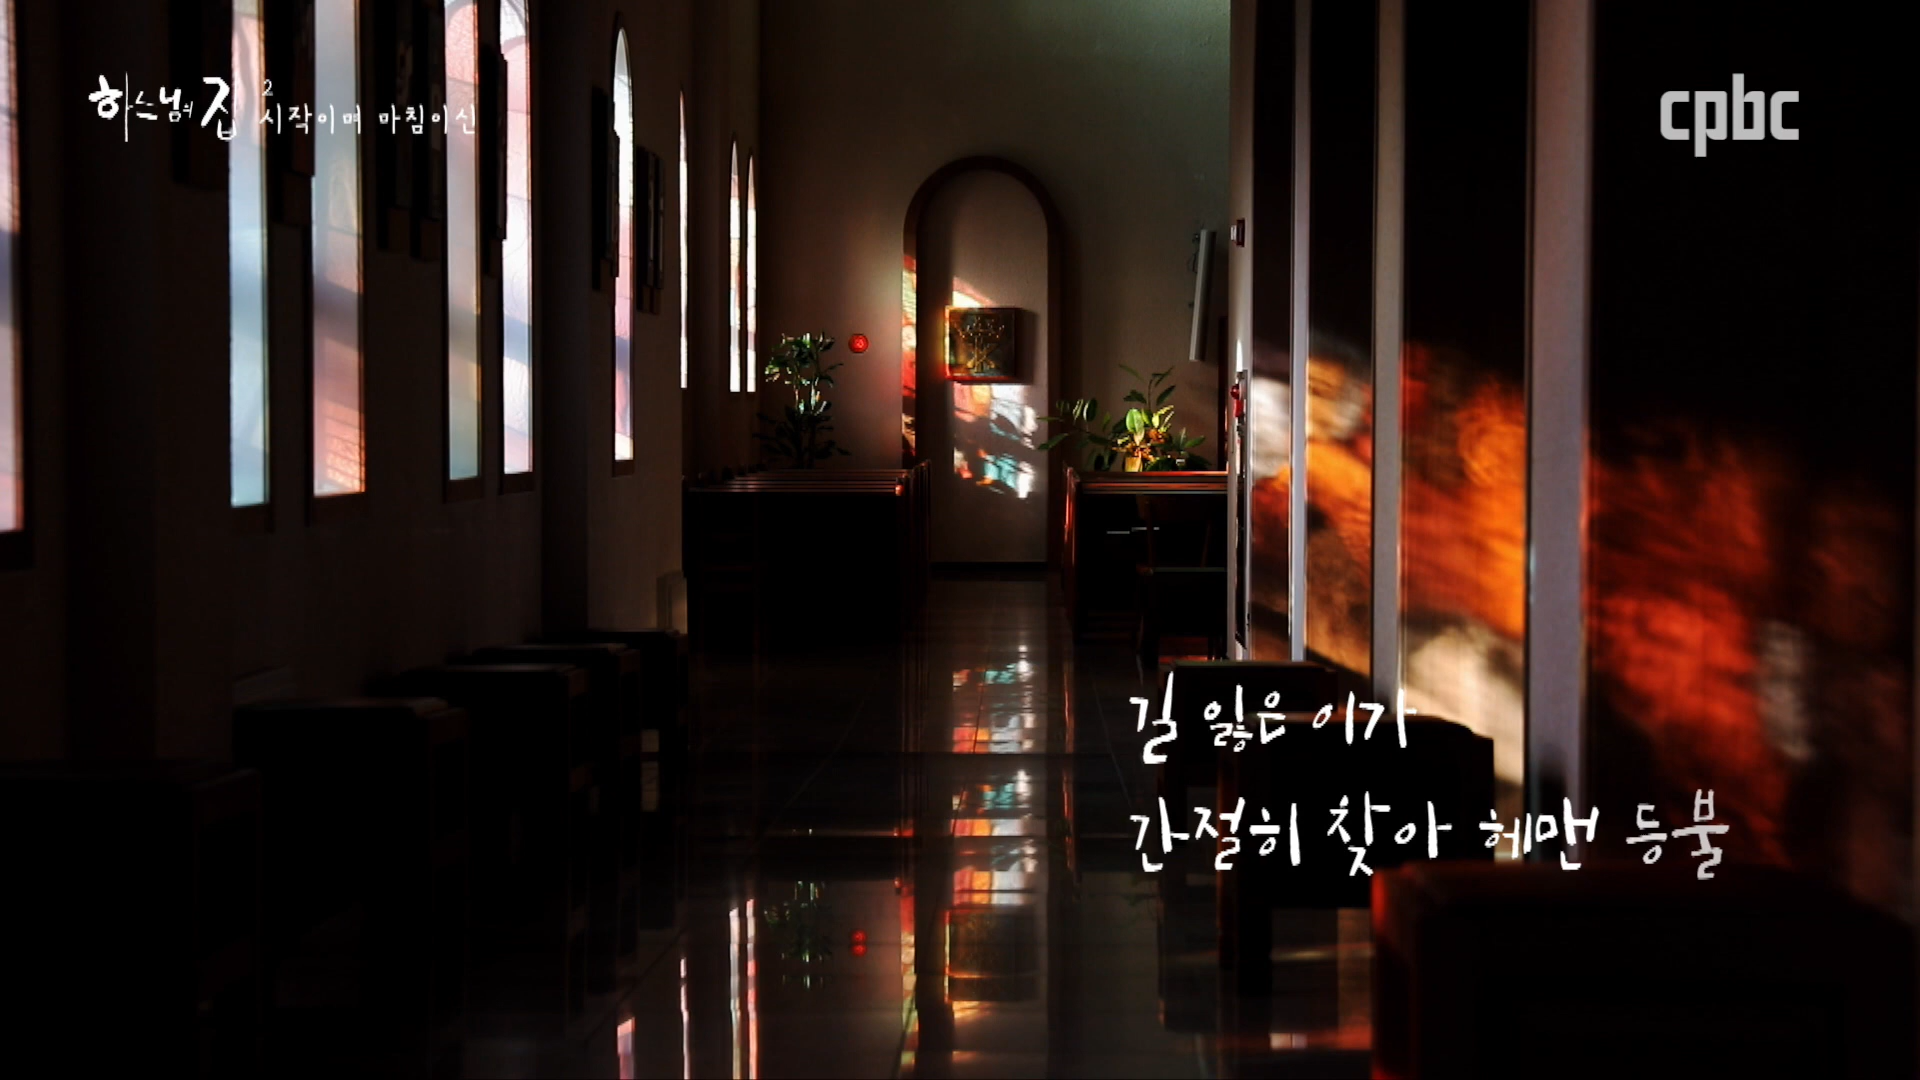 하느님의 집 2 시작이며 마침이신
cpbc
길 잃은 이가
간절히 찾아 헤맨 등불